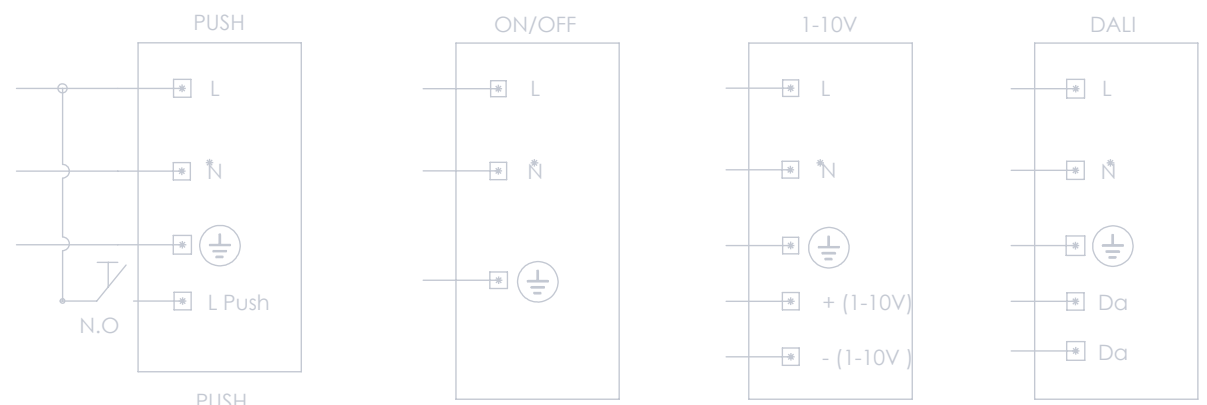 PUSH
L
N
L Push
N.O
PUSH
ON/OFF
L
N
1-10V
L
N
+ (1-10V)
- (1-10V )
DALI
L
N
Da
Da